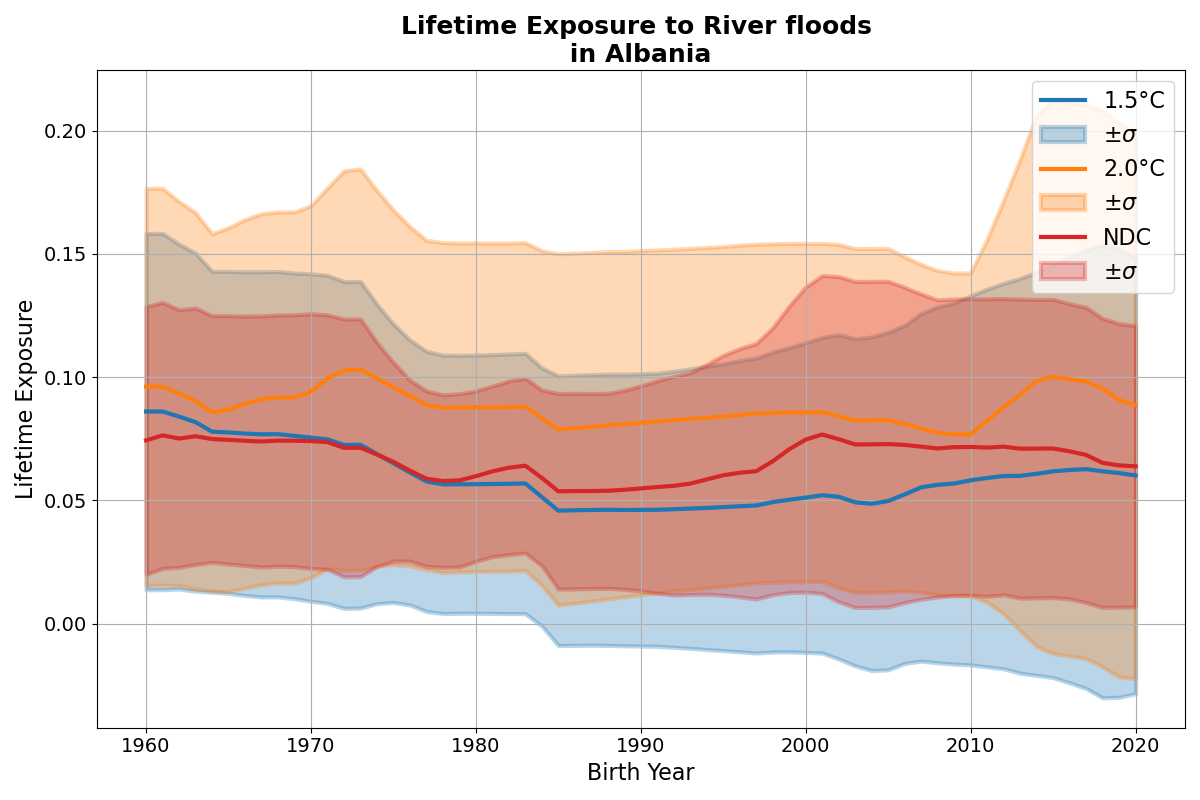 Lifetime Exposure to River floods
in Albania
Lifetime Exposure
0.20
0.15
0.10
0.05
0.00
1960
1970
1980
1990
2000
2010
2020
Birth Year
1.5°C
±σ
2.0°C
±σ
NDC
±σ